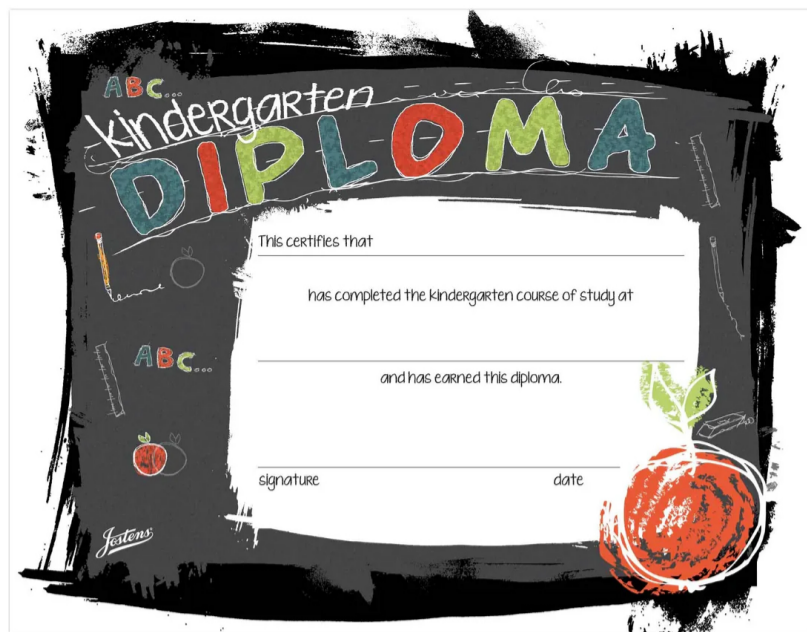 ABC...
kindergarten
DIPLOMA
This certifies that
has completed the kindergarten course of study at
ABC...
and has earned this diploma.
signature date
Jostens